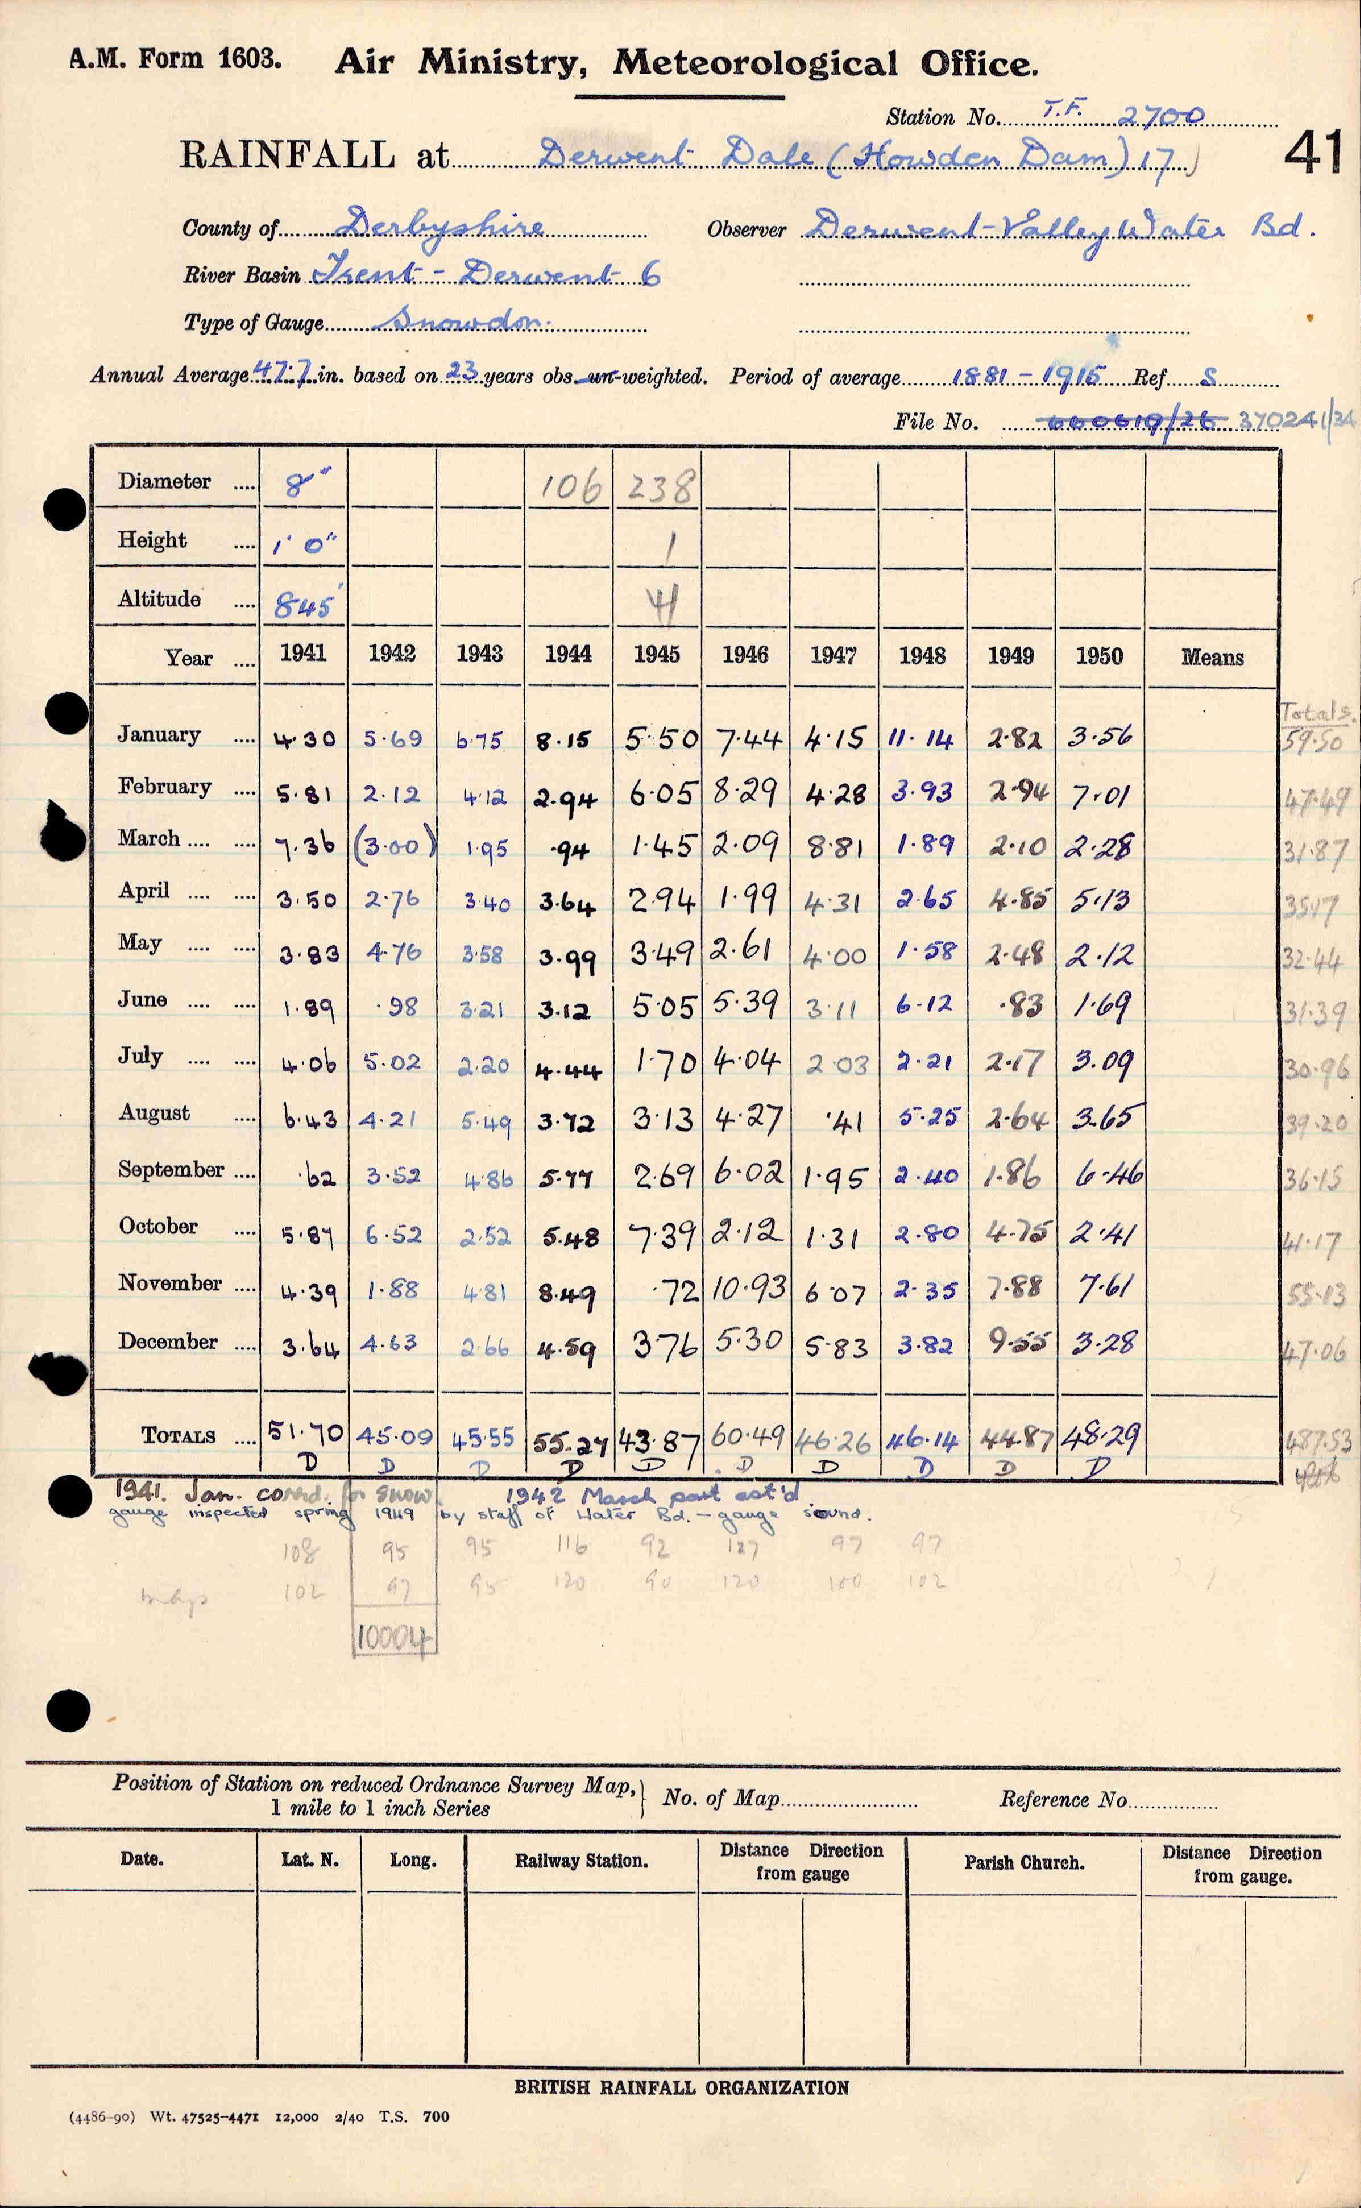 A.M. Form 1603. Air Ministry, Meteorological Office.
Station No. T.F. 2700
RAINFALL at Derwent Dale (Howden Dam) 17) 41
County of Derbyshire Observer Derwent-Valley Water Bd.
River Basin Trent - Derwent 6
Type of Gauge Snowdon.
Annual Average 47.7 in. based on 23 years obs. un-weighted. Period of average 1881 - 1915 Ref S
File No. 660619/26 370241/34
Diameter .... 8" 106 238
Height .... 1' 0" 1
Altitude .... 845' 41
Year .... 1941 1942 1943 1944 1945 1946 1947 1948 1949 1950 Means
Totals.
January .... 4.30 5.69 6.75 8.15 5.50 7.44 4.15 11.14 2.82 3.56 59.50
February .... 5.81 2.12 4.12 2.94 6.05 8.29 4.28 3.93 2.94 7.01 47.49
March .... .... 7.36 (3.00) 1.95 .94 1.45 2.09 8.81 1.89 2.10 2.28 31.87
April .... .... 3.50 2.76 3.40 3.64 2.94 1.99 4.31 2.65 4.85 5.13 35.17
May .... .... 3.83 4.76 3.58 3.99 3.49 2.61 4.00 1.58 2.48 2.12 32.44
June .... .... 1.89 .98 3.21 3.12 5.05 5.39 3.11 6.12 .83 1.69 31.39
July .... .... 4.06 5.02 2.20 4.44 1.70 4.04 2.03 2.21 2.17 3.09 30.96
August .... 6.43 4.21 5.49 3.72 3.13 4.27 .41 5.25 2.64 3.65 39.20
September .... .62 3.52 4.86 5.77 2.69 6.02 1.95 2.40 1.86 6.46 36.15
October .... 5.87 6.52 2.52 5.48 7.39 2.12 1.31 2.80 4.75 2.41 41.17
November .... 4.39 1.88 4.81 8.49 .72 10.93 6.07 2.35 7.88 7.61 55.13
December .... 3.64 4.63 2.66 4.59 3.76 5.30 5.83 3.82 9.55 3.28 47.06
TOTALS .... 51.70 45.09 45.55 55.27 43.87 60.49 46.26 46.14 44.87 48.29 487.53
D D D D D D D D D D
1941. Jan. corrd. for snow. 1942 March part est'd.
gauge inspected spring 1949 by staff of Water Bd. - gauge sound.
108 95 95 116 92 127 97 97
maps 102 97 95 120 90 120 100 102
10004
Position of Station on reduced Ordnance Survey Map,} No. of Map Reference No.
1 mile to 1 inch Series
Date. Lat. N. Long. Railway Station. Distance Direction from gauge Parish Church. Distance Direction from gauge.
BRITISH RAINFALL ORGANIZATION
(4486-90) Wt. 47525-4471 12,000 2/40 T.S. 700